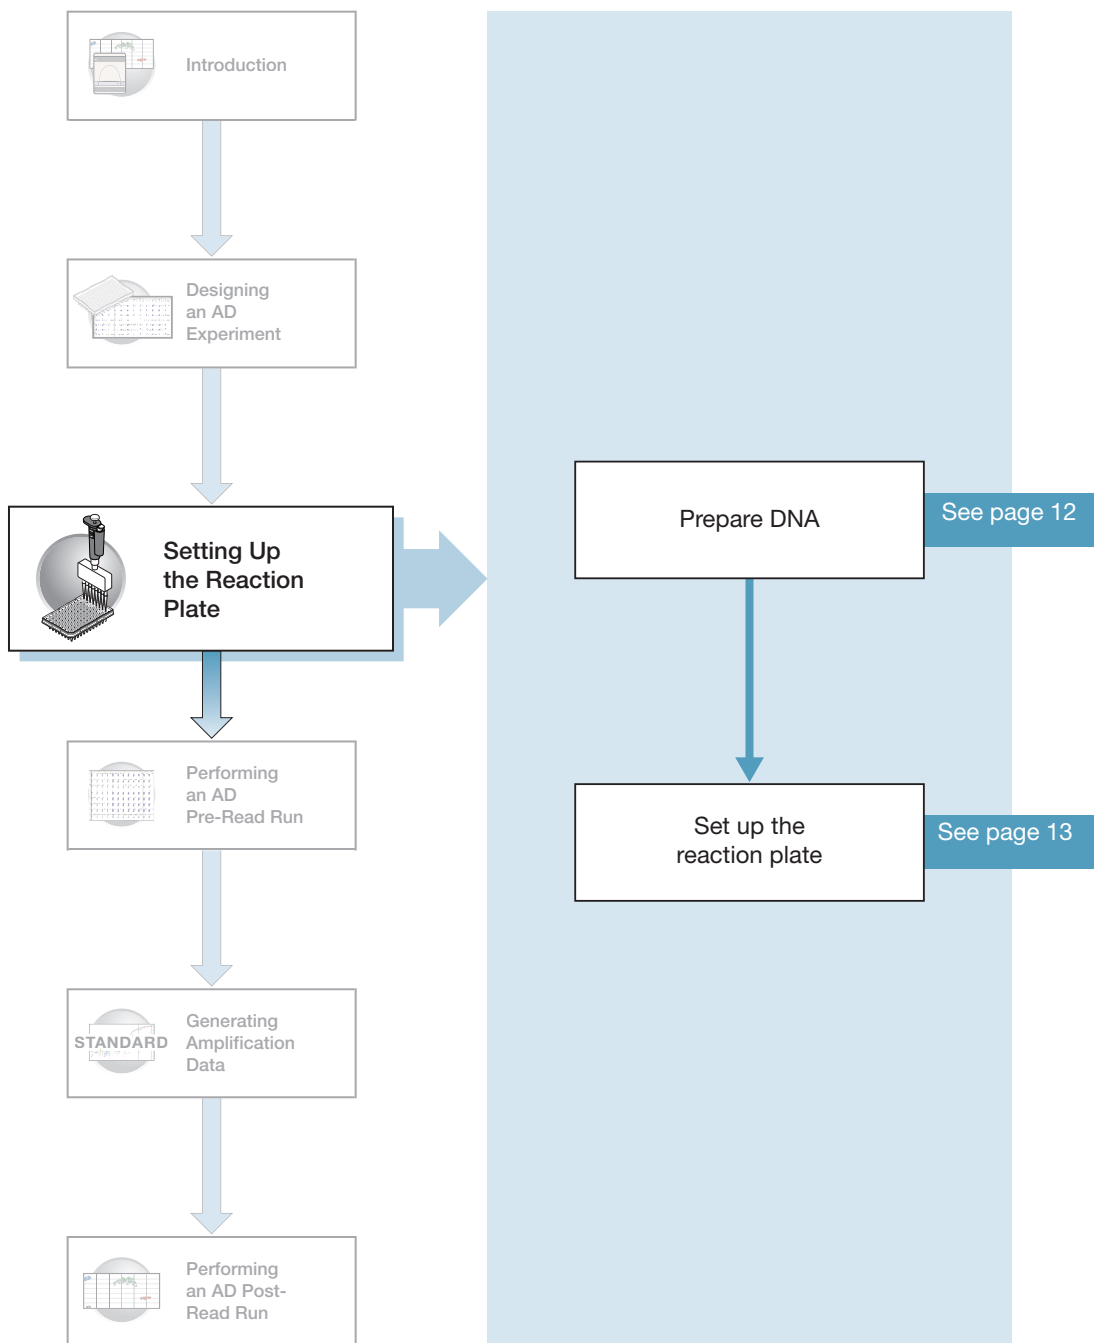 Introduction
Designing
an AD
Experiment
Setting Up
the Reaction
Plate
Performing
an AD
Pre-Read Run
STANDARD
Generating
Amplification
Data
Performing
an AD Post-
Read Run
Prepare DNA
See page 12
Set up the
reaction plate
See page 13